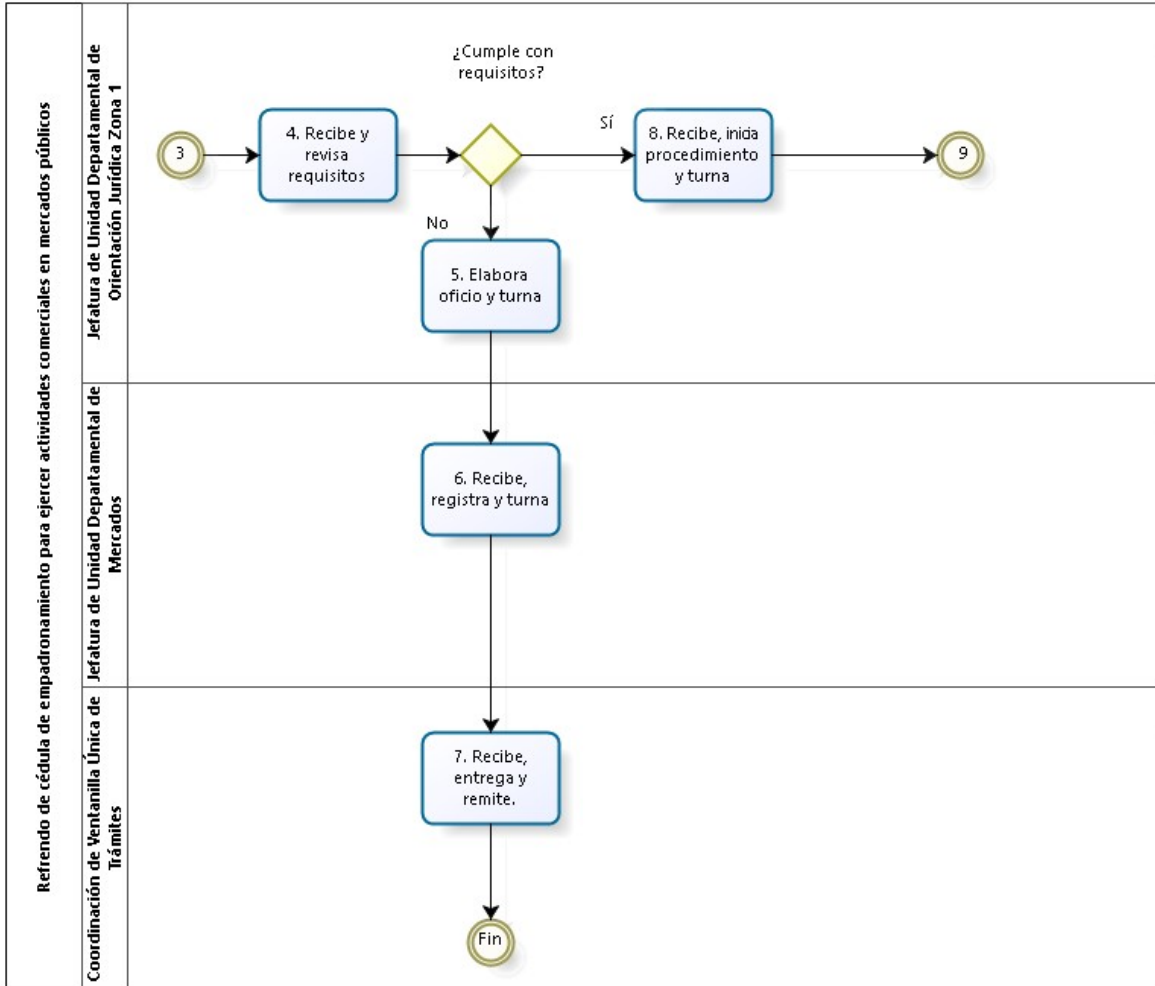 Refrendo de cédula de empadronamiento para ejercer actividades comerciales en mercados públicos
Jefatura de Unidad Departamental de
Orientación Jurídica Zona 1
¿Cumple con
requisitos?
3
4. Recibe y
revisa
requisitos
Sí
8. Recibe, inicia
procedimiento
y turna
9
No
5. Elabora
oficio y turna
Jefatura de Unidad Departamental de
Mercados
6. Recibe,
registra y turna
Coordinación de Ventanilla Única de
Trámites
7. Recibe,
entrega y
remite.
Fin